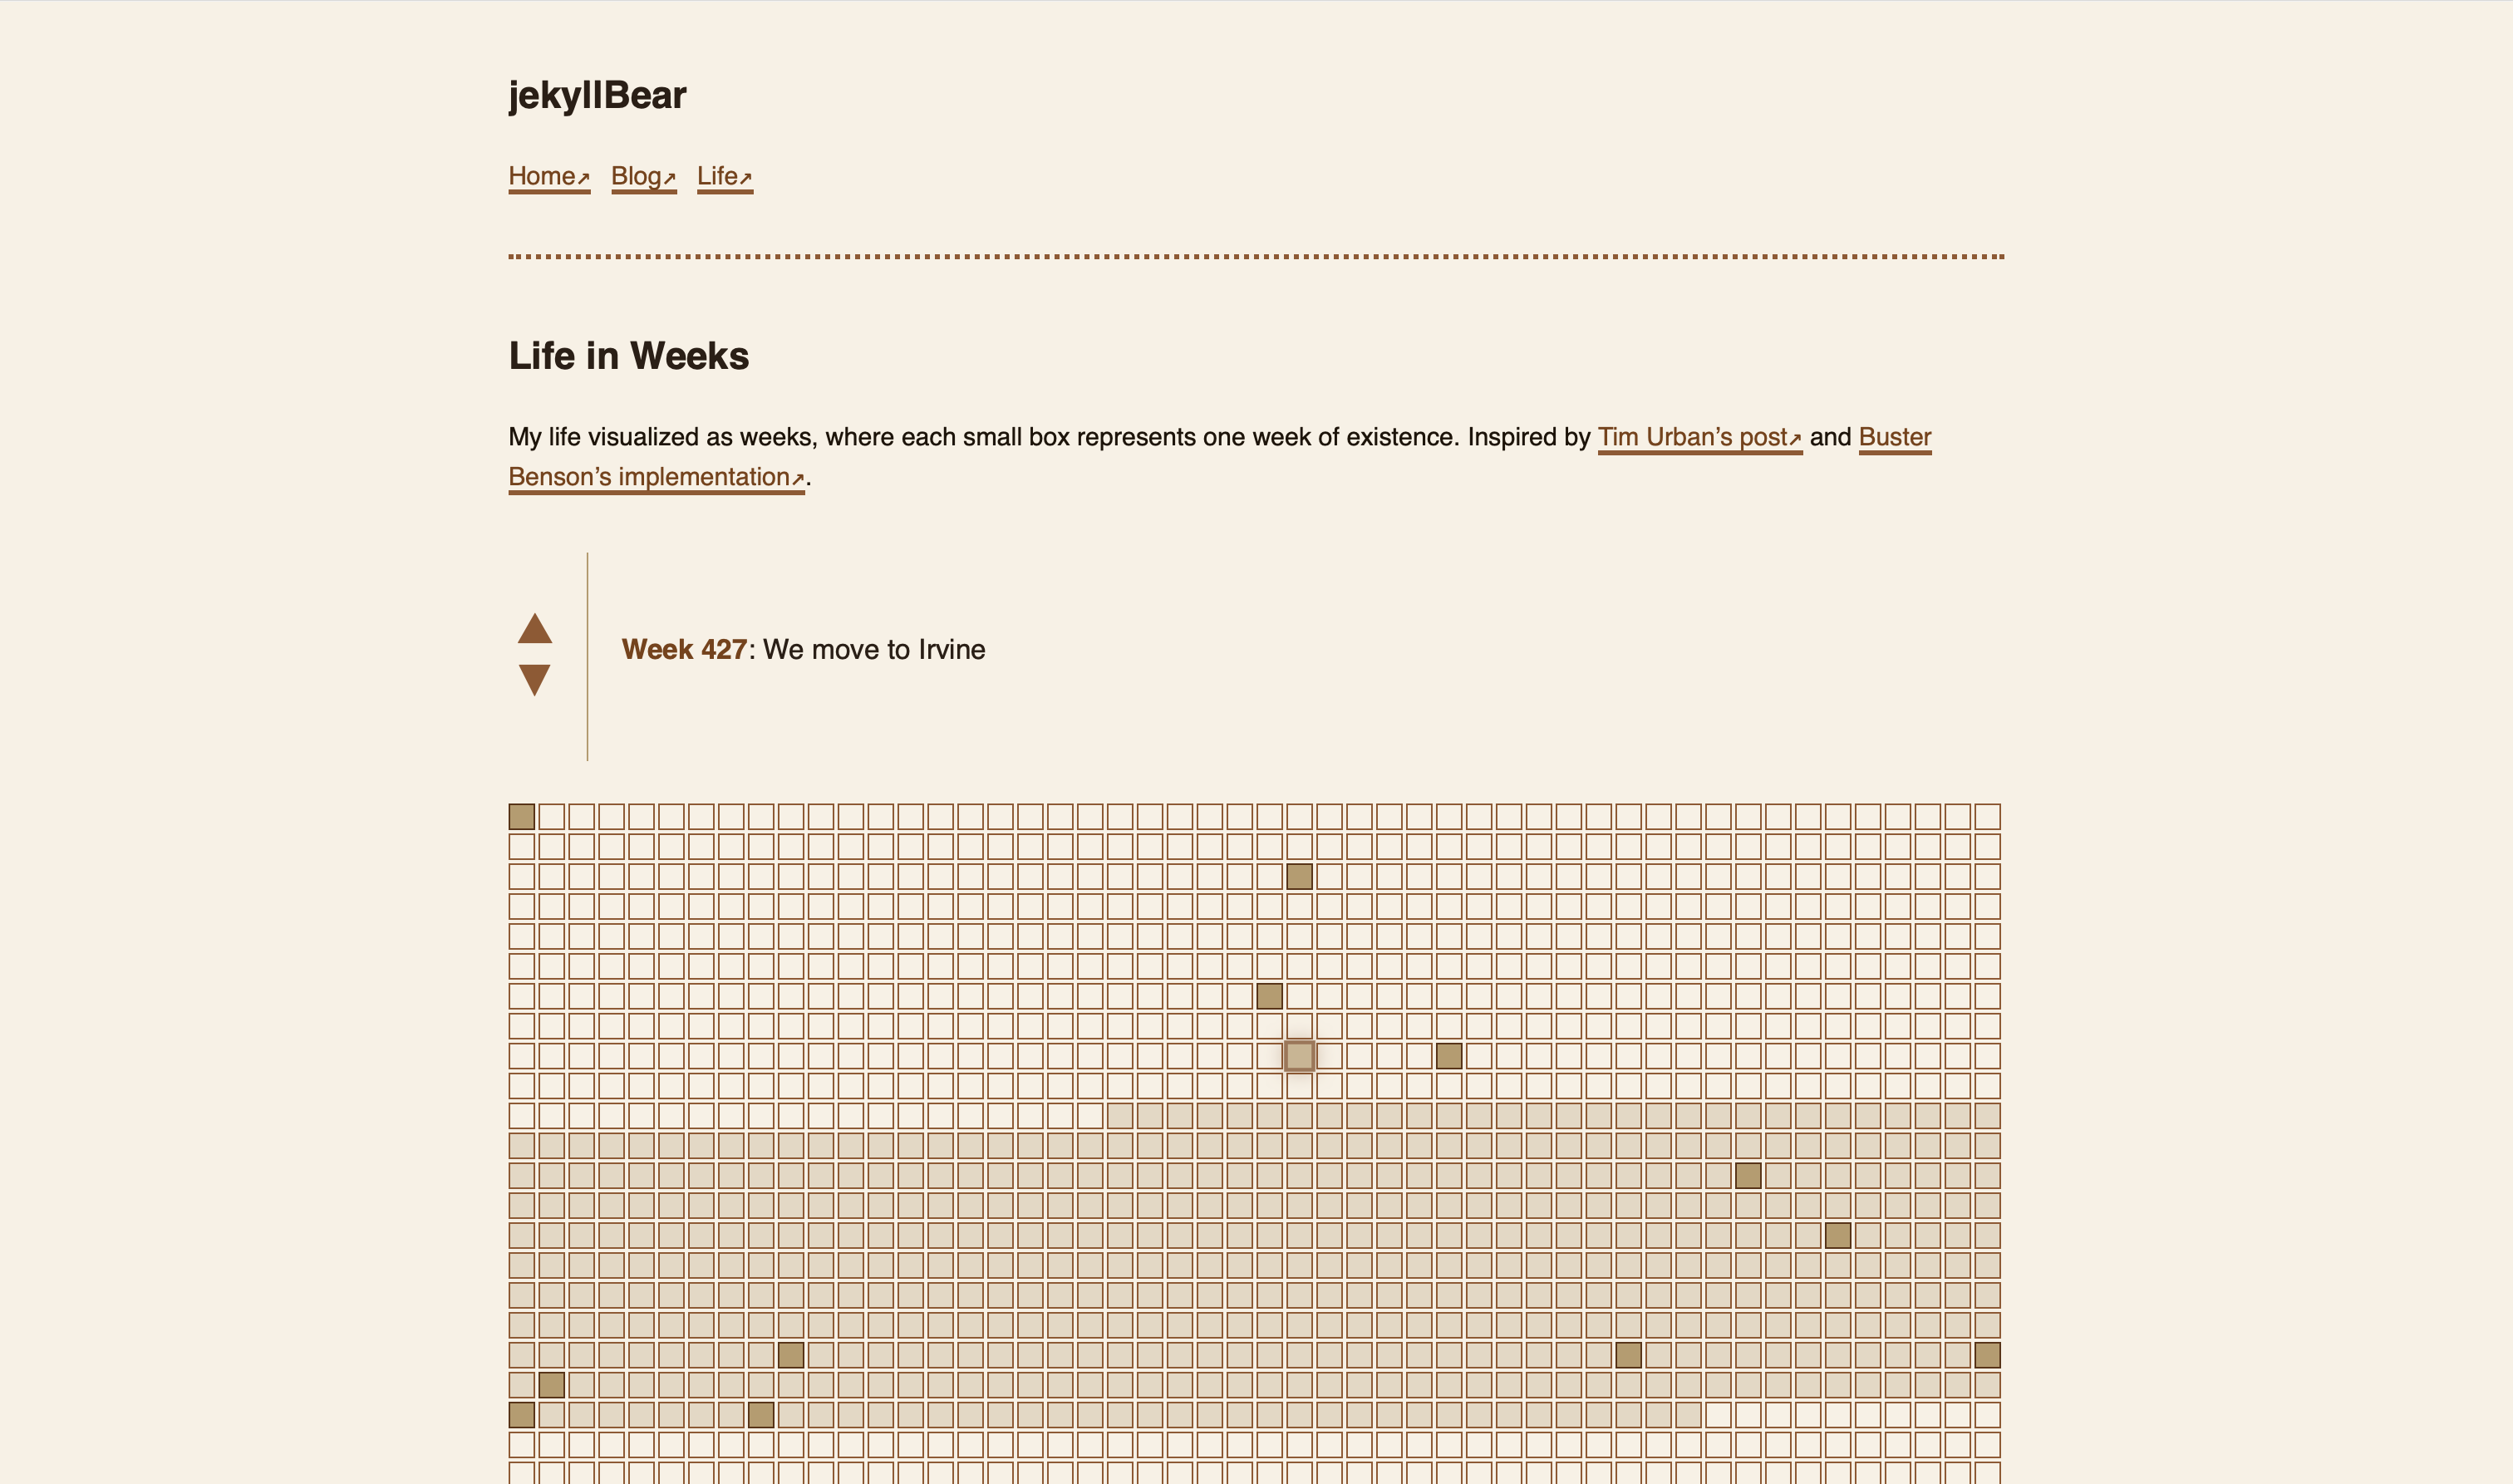 jekyllBear
Home↗ Blog↗ Life↗
Life in Weeks
My life visualized as weeks, where each small box represents one week of existence. Inspired by Tim Urban’s post↗ and Buster
Benson’s implementation↗.
Week 427: We move to Irvine